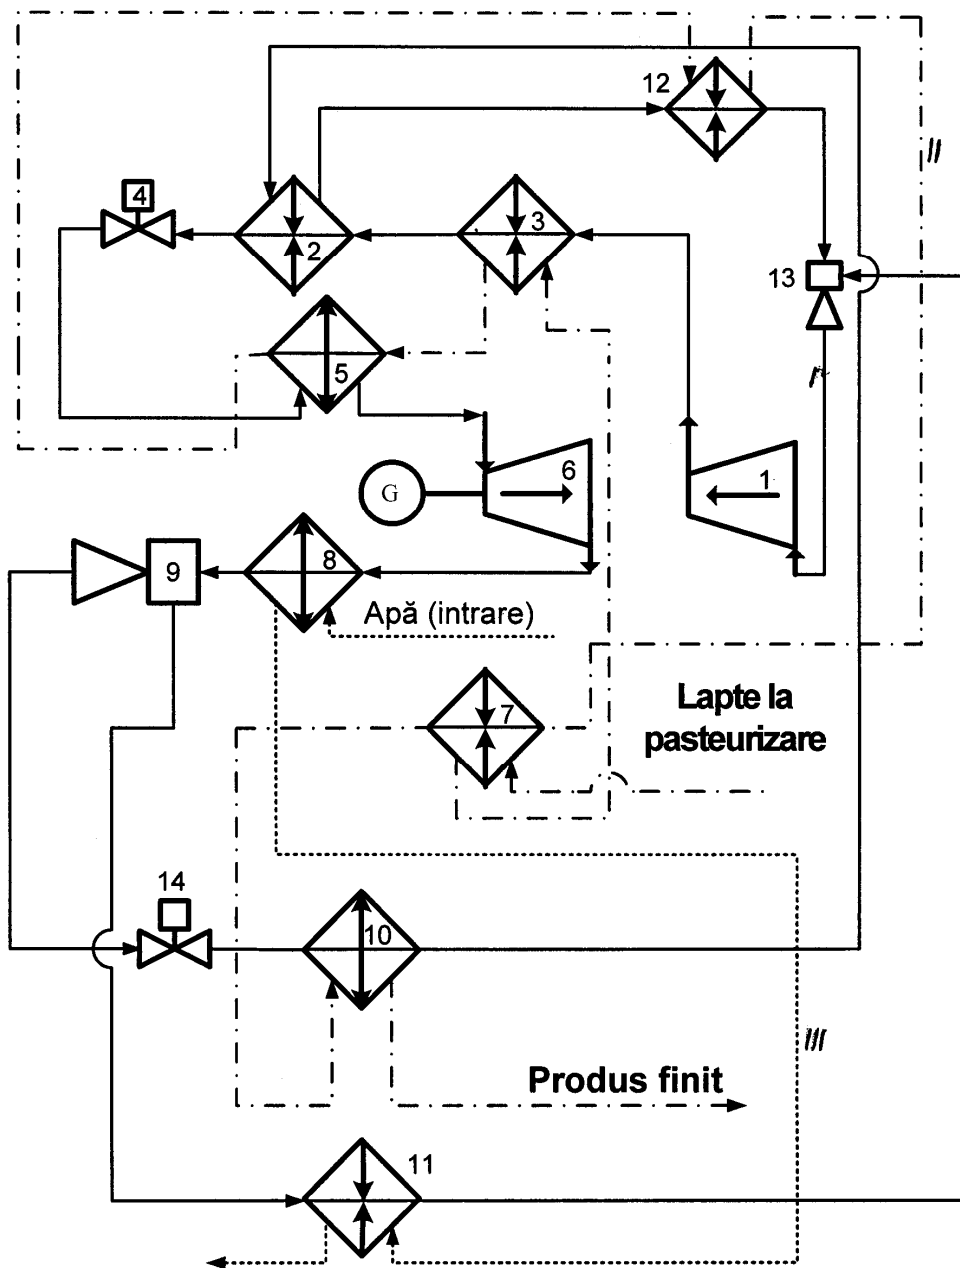 12
II
4
3
2
13
5
I
6
1
G
8
9
Apă (intrare)
7
Lapte la
pasteurizare
14
10
III
Produs finit
11